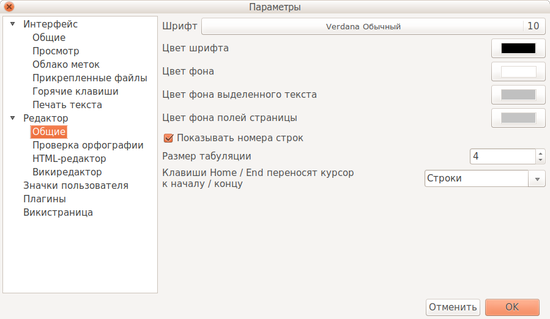 Параметры
Интерфейс
Общие
Просмотр
Облако меток
Прикрепленные файлы
Горячие клавиши
Печать текста
Редактор
Общие
Проверка орфографии
HTML-редактор
Викиредактор
Значки пользователя
Плагины
Викистраница
Шрифт Verdana Обычный 10
Цвет шрифта
Цвет фона
Цвет фона выделенного текста
Цвет фона полей страницы
Показывать номера строк
Размер табуляции 4
Клавиши Home / End переносят курсор
к началу / концу Строки
Отменить OK